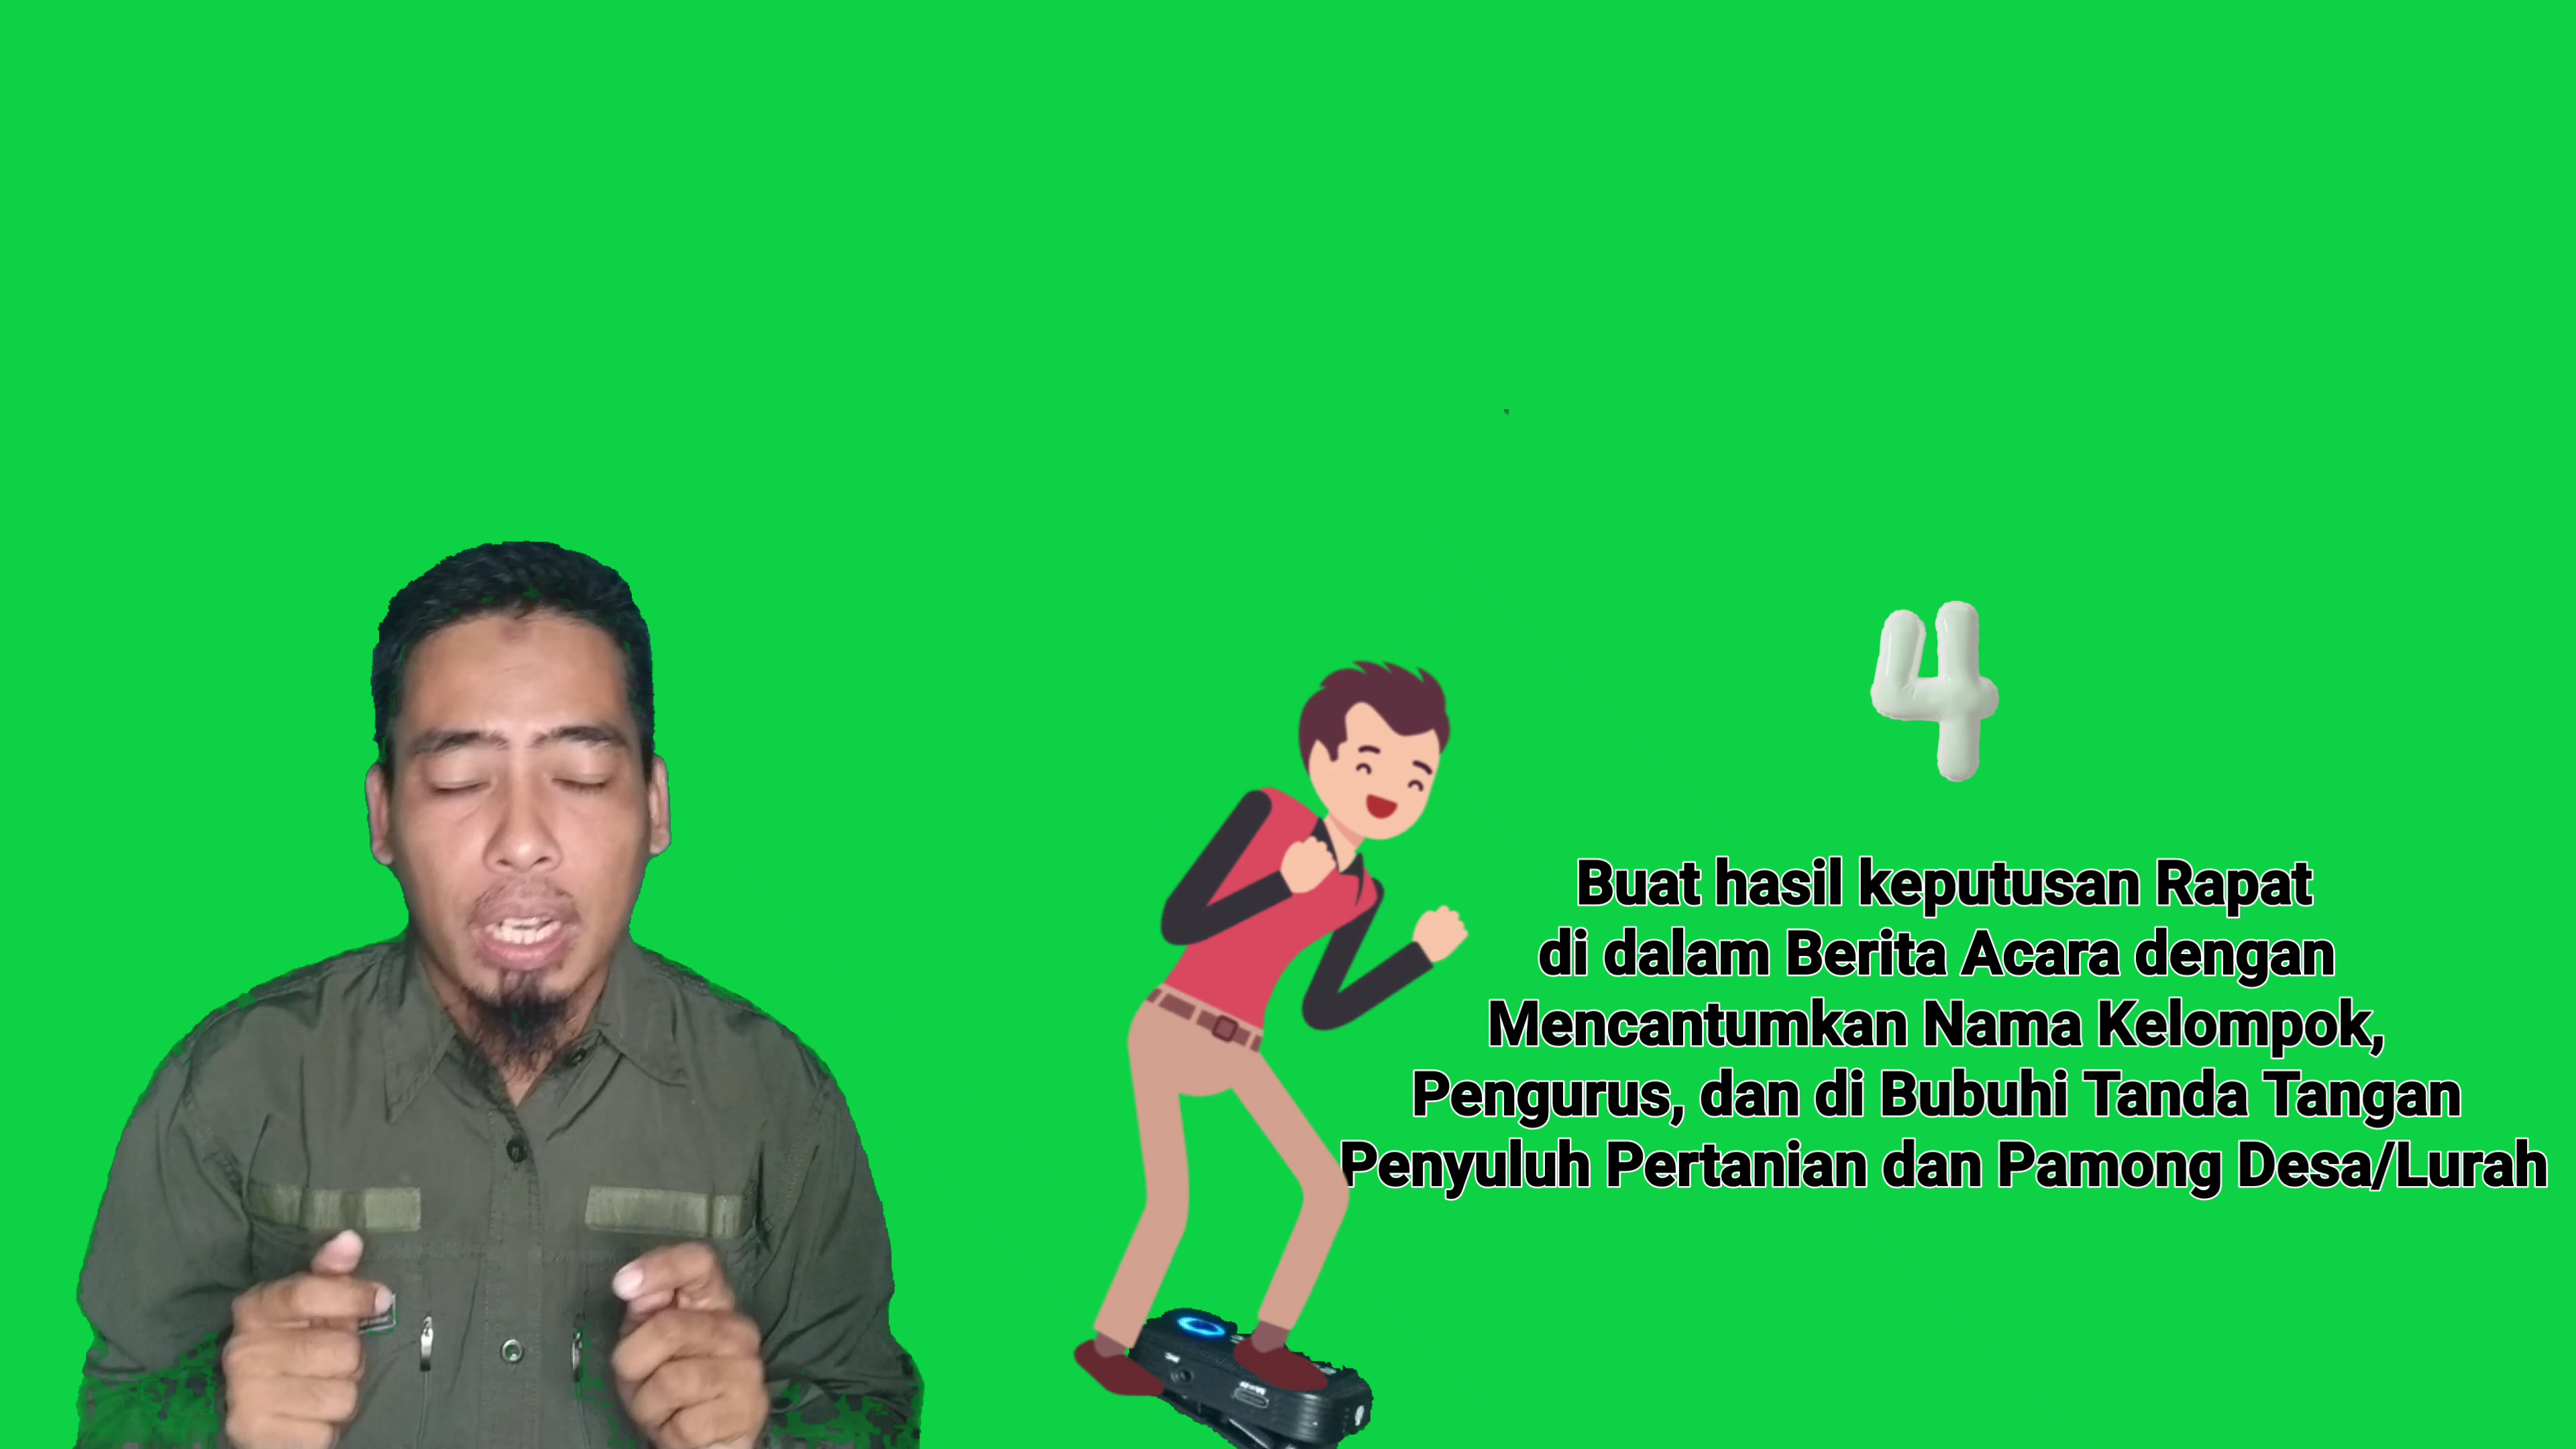 4
Buat hasil keputusan Rapat
di dalam Berita Acara dengan
Mencantumkan Nama Kelompok,
Pengurus, dan di Bubuhi Tanda Tangan
Penyuluh Pertanian dan Pamong Desa/Lurah